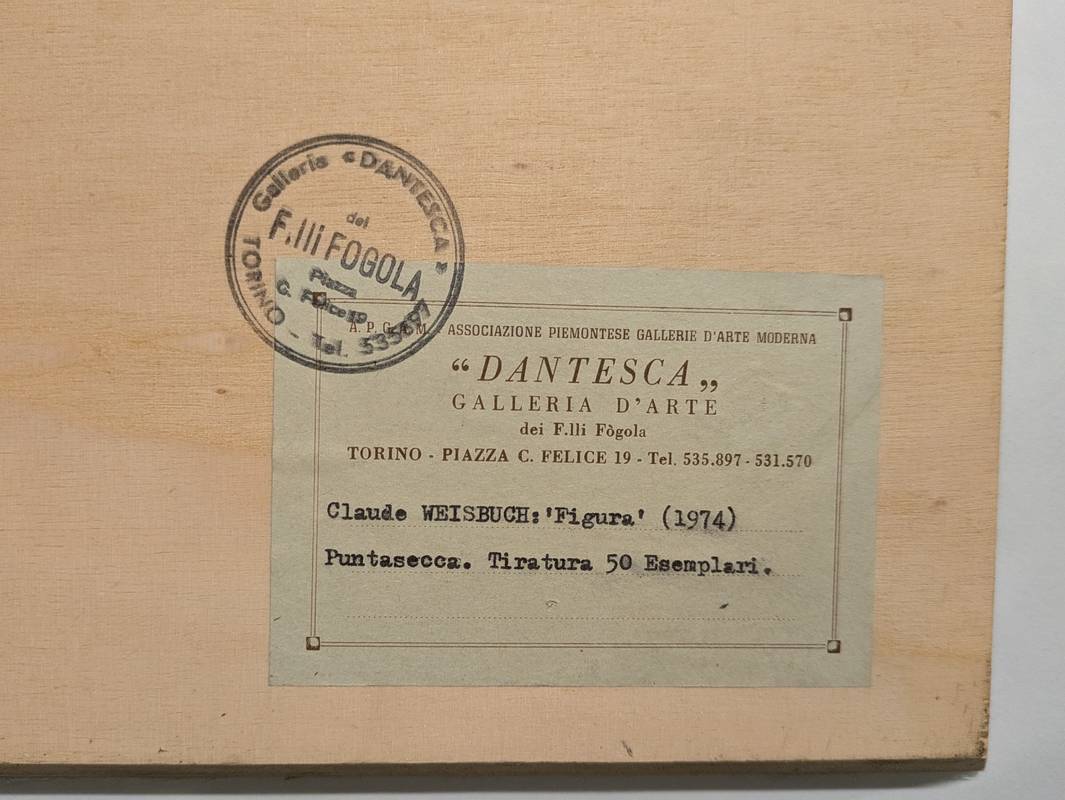 Galleria «DANTESCA»
dei
F.lli FOGOLA
Piazza
C. Felice 19
TORINO - Tel. 535897
A. P. G. A. M. - ASSOCIAZIONE PIEMONTESE GALLERIE D'ARTE MODERNA
“DANTESCA„
GALLERIA D'ARTE
dei F.lli Fògola
TORINO - PIAZZA C. FELICE 19 - Tel. 535.897 - 531.570
Claude WEISBUCH:'Figura' (1974)
Puntasecca. Tiratura 50 Esemplari.